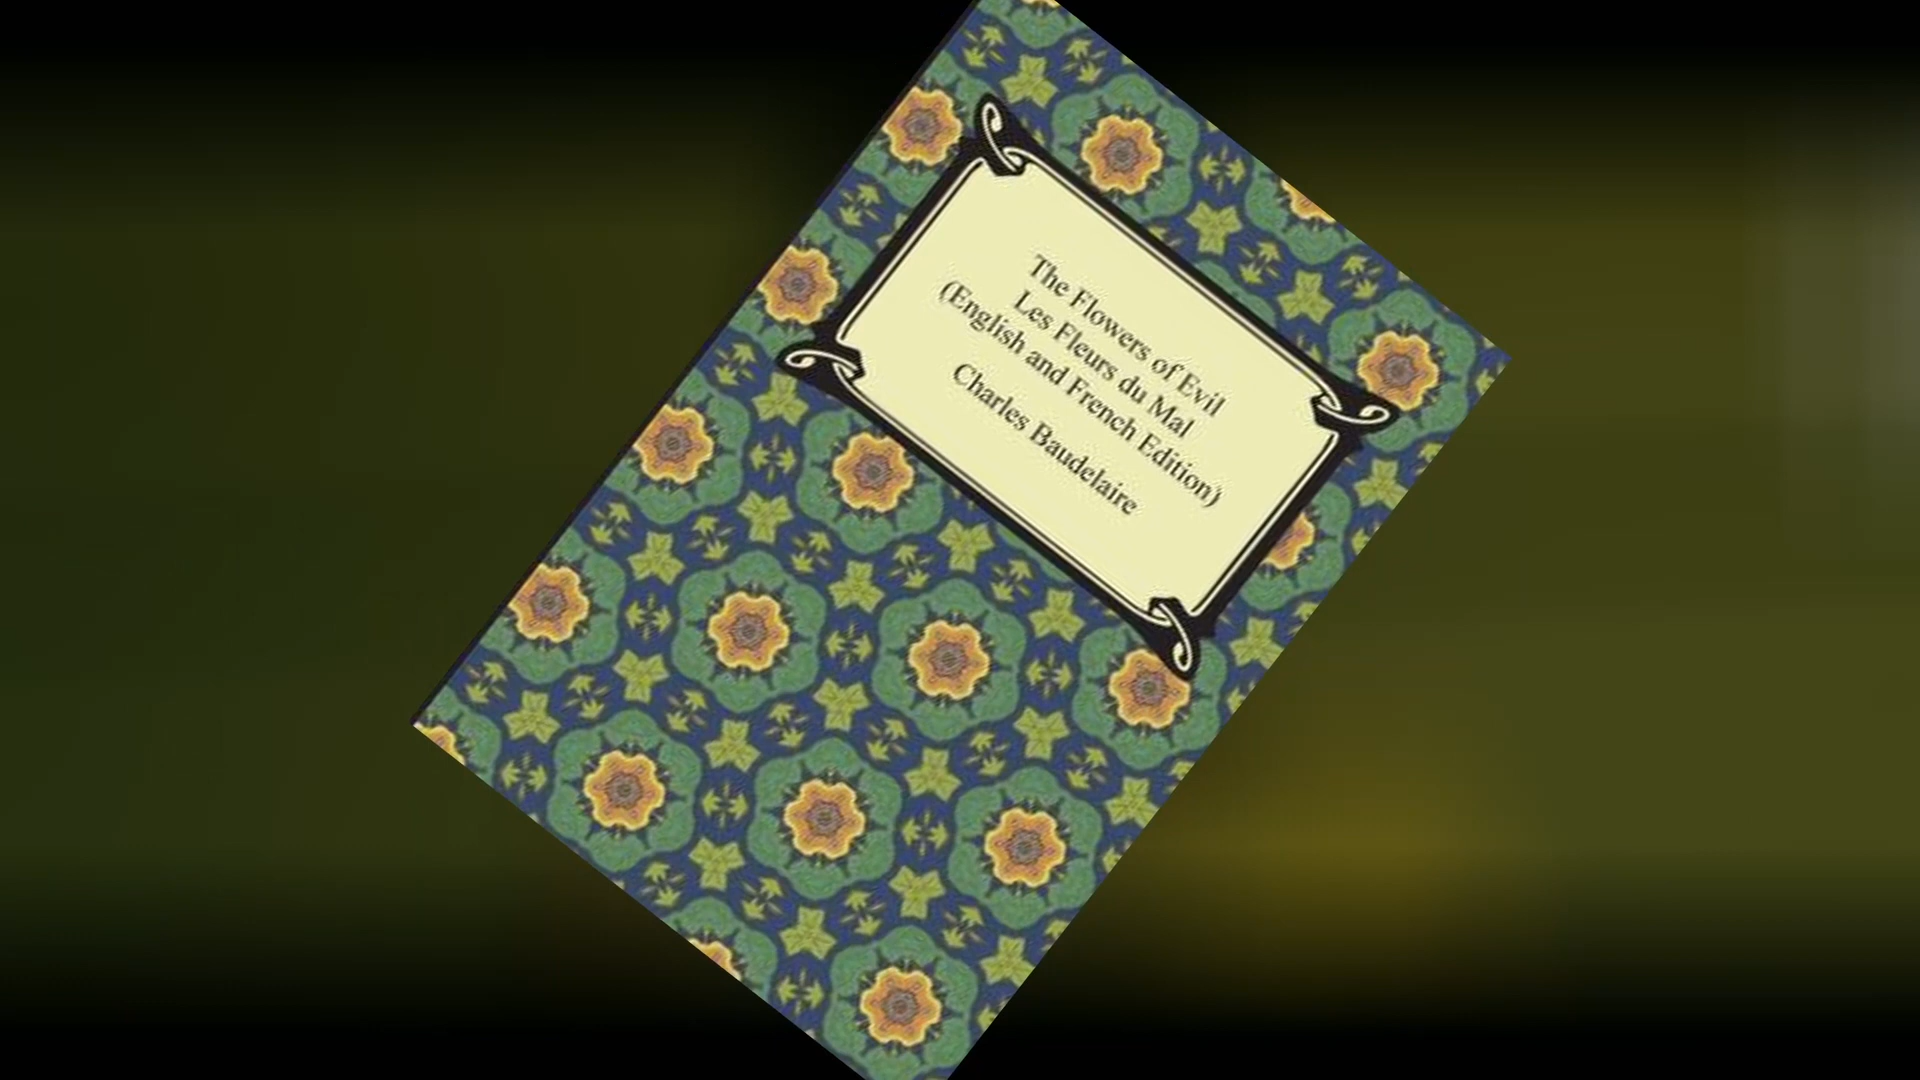 The Flowers of Evil
Les Fleurs du Mal
(English and French Edition)
Charles Baudelaire